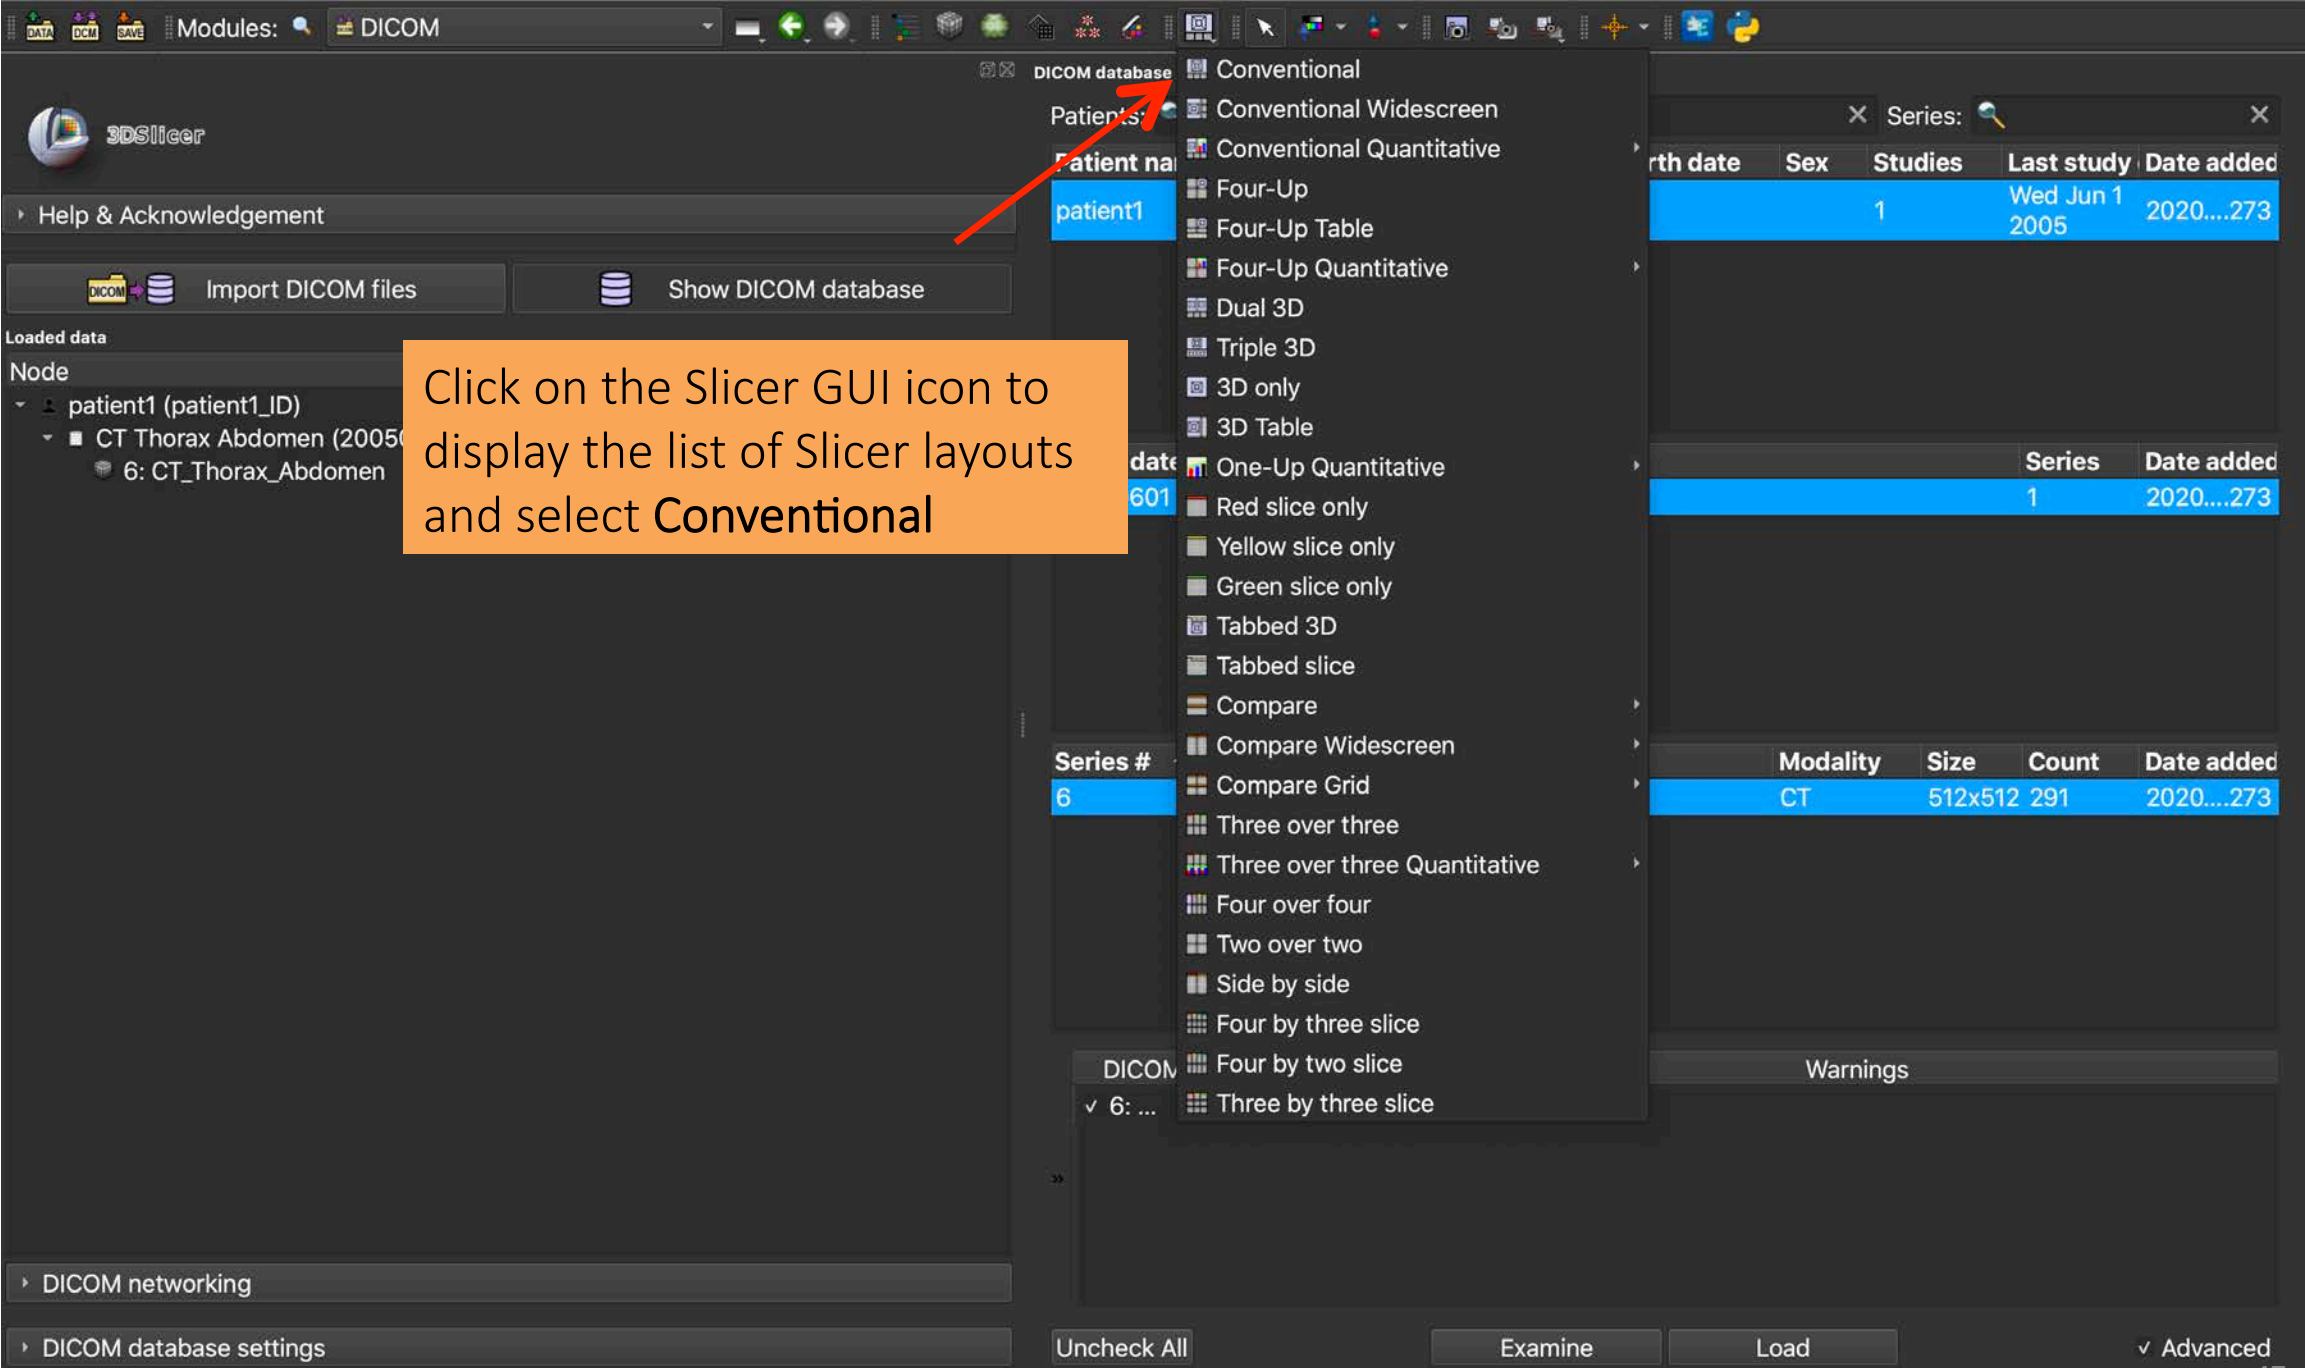 DATA DCM SAVE Modules: DICOM
DICOM database
3DSlicer
Help & Acknowledgement
Import DICOM files Show DICOM database
Loaded data
Node
patient1 (patient1_ID)
CT Thorax Abdomen (2005
6: CT_Thorax_Abdomen
Click on the Slicer GUI icon to
display the list of Slicer layouts
and select Conventional
DICOM networking
DICOM database settings
Conventional
Conventional Widescreen
Conventional Quantitative
Four-Up
Four-Up Table
Four-Up Quantitative
Dual 3D
Triple 3D
3D only
3D Table
One-Up Quantitative
Red slice only
Yellow slice only
Green slice only
Tabbed 3D
Tabbed slice
Compare
Compare Widescreen
Compare Grid
Three over three
Three over three Quantitative
Four over four
Two over two
Side by side
Four by three slice
Four by two slice
Three by three slice
Patients: Series:
Patient na rth date Sex Studies Last study Date added
patient1 1 Wed Jun 1
2005 2020....273
date Series Date added
601 1 2020....273
Series # Modality Size Count Date added
6 CT 512x512 291 2020....273
DICOM Warnings
6: ...
Uncheck All Examine Load Advanced